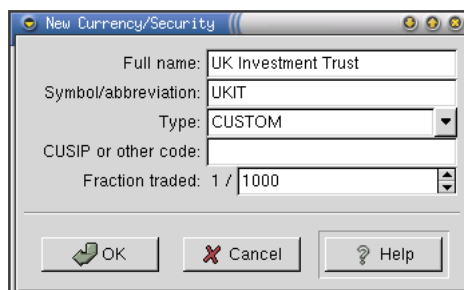 New Currency/Security
Full name: UK Investment Trust
Symbol/abbreviation: UKIT
Type: CUSTOM
CUSIP or other code:
Fraction traded: 1 / 1000
OK Cancel Help